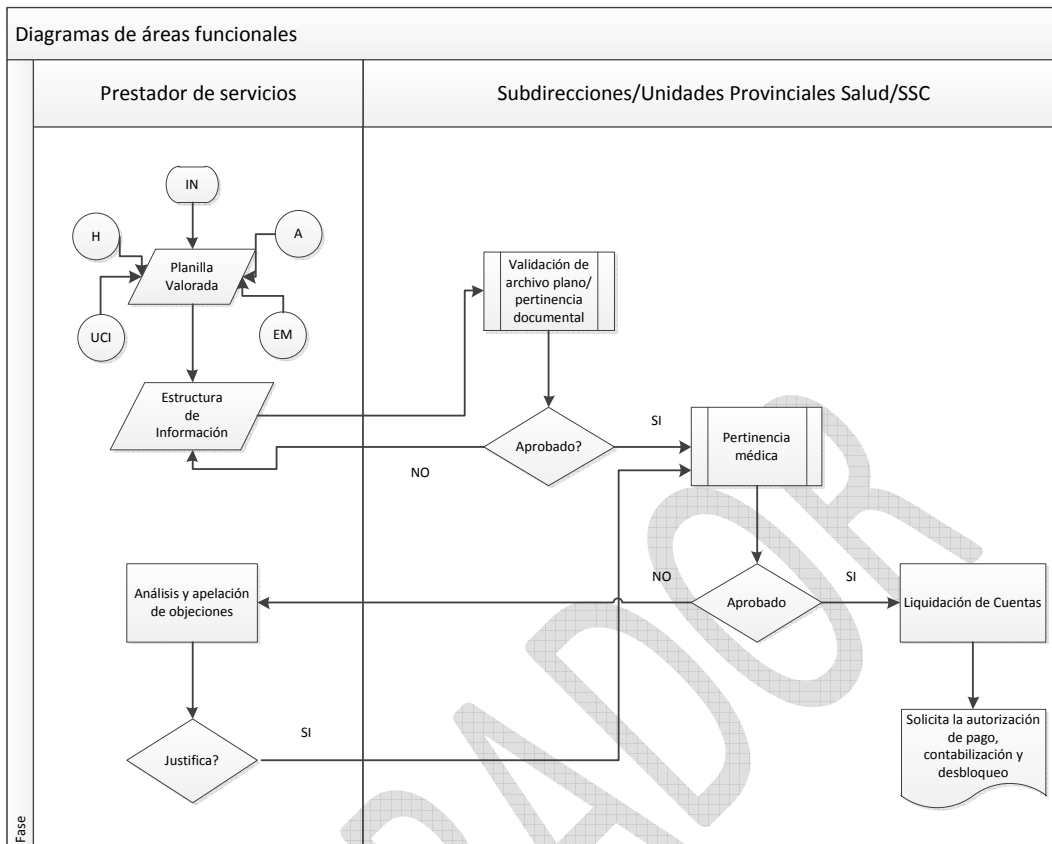 Diagramas de áreas funcionales
Prestador de servicios
Subdirecciones/Unidades Provinciales Salud/SSC
IN
H
A
Planilla
Valorada
UCI
EM
Estructura
de
Información
Validación de
archivo plano/
pertinencia
documental
Aprobado?
SI
NO
Pertinencia
médica
Análisis y apelación
de objeciones
NO
Aprobado
SI
Liquidación de Cuentas
Justifica?
SI
Solicita la autorización
de pago,
contabilización y
desbloqueo
Fase
RADOR